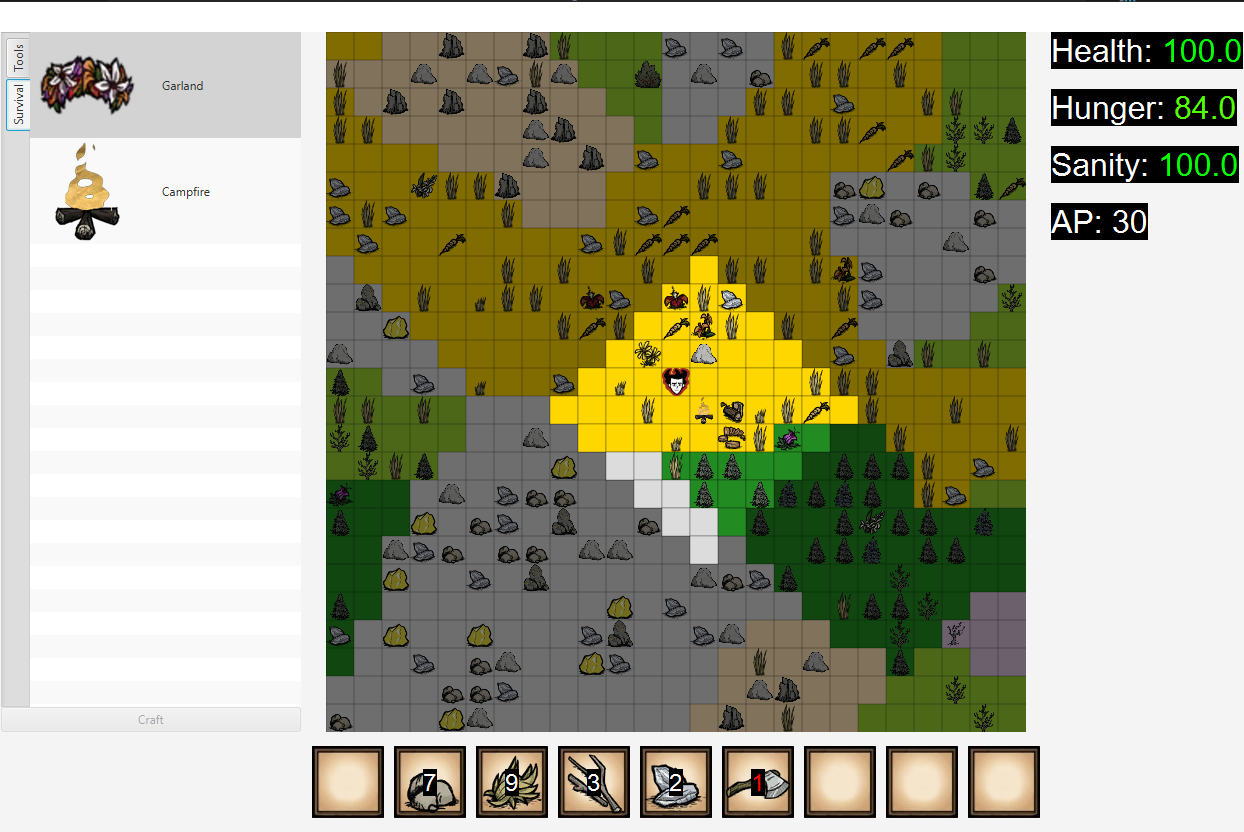 Tools
Survival
Garland
Campfire
Craft
Health: 100.0
Hunger: 84.0
Sanity: 100.0
AP: 30
7
9
3
2
1